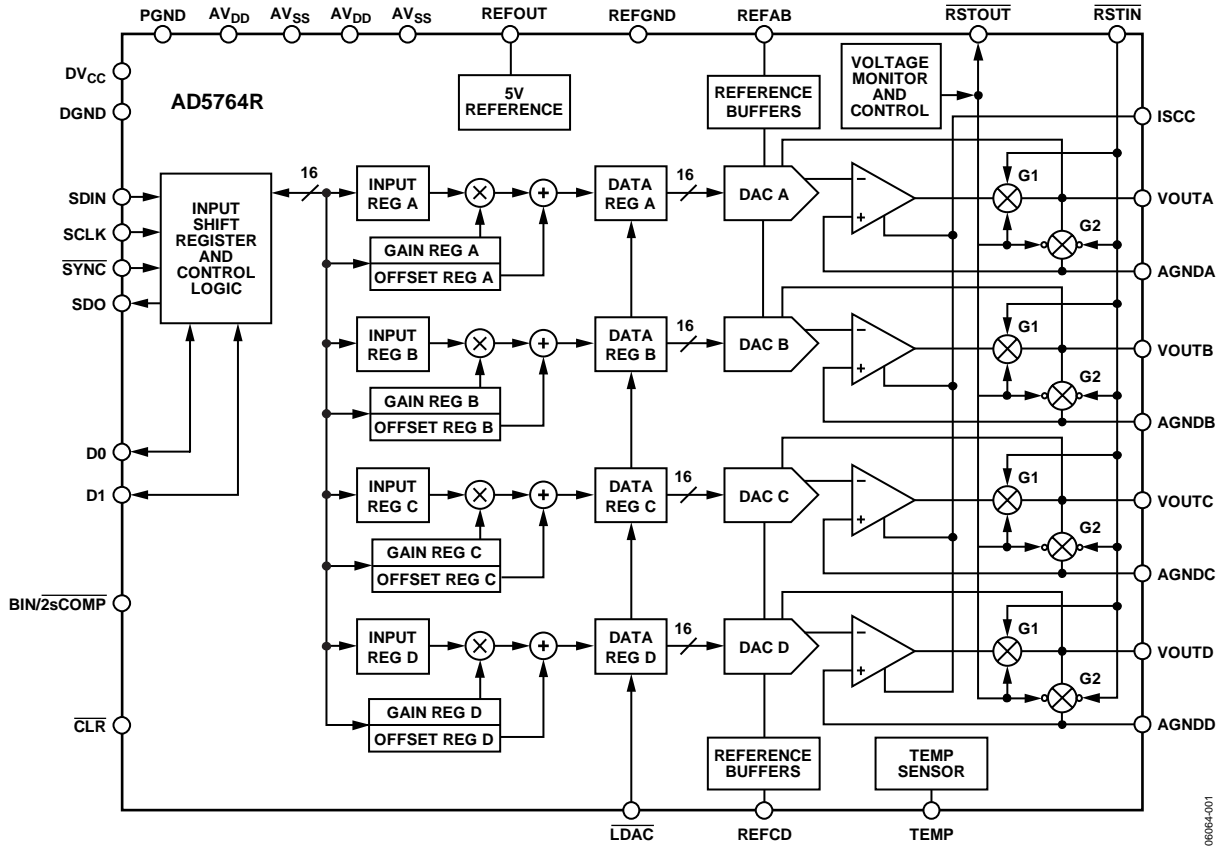 PGND AVDD AVSS AVDD AVSS REFOUT REFGND REFAB RSTOUT RSTIN
DVCC
DGND
AD5764R
5V
REFERENCE
REFERENCE
BUFFERS
VOLTAGE
MONITOR
AND
CONTROL
ISCC
SDIN
SCLK
SYNC
SDO
INPUT
SHIFT
REGISTER
AND
CONTROL
LOGIC
16
INPUT
REG A
×
+
GAIN REG A
OFFSET REG A
DATA
REG A
16
DAC A
−
+
G1
G2
VOUTA
AGNDA
INPUT
REG B
×
+
GAIN REG B
OFFSET REG B
DATA
REG B
16
DAC B
−
+
G1
G2
VOUTB
AGNDB
D0
D1
INPUT
REG C
×
+
GAIN REG C
OFFSET REG C
DATA
REG C
16
DAC C
−
+
G1
G2
VOUTC
AGNDC
BIN/2sCOMP
INPUT
REG D
×
+
GAIN REG D
OFFSET REG D
DATA
REG D
16
DAC D
−
+
G1
G2
VOUTD
AGNDD
CLR
REFERENCE
BUFFERS
TEMP
SENSOR
LDAC REFCD TEMP
06064-001